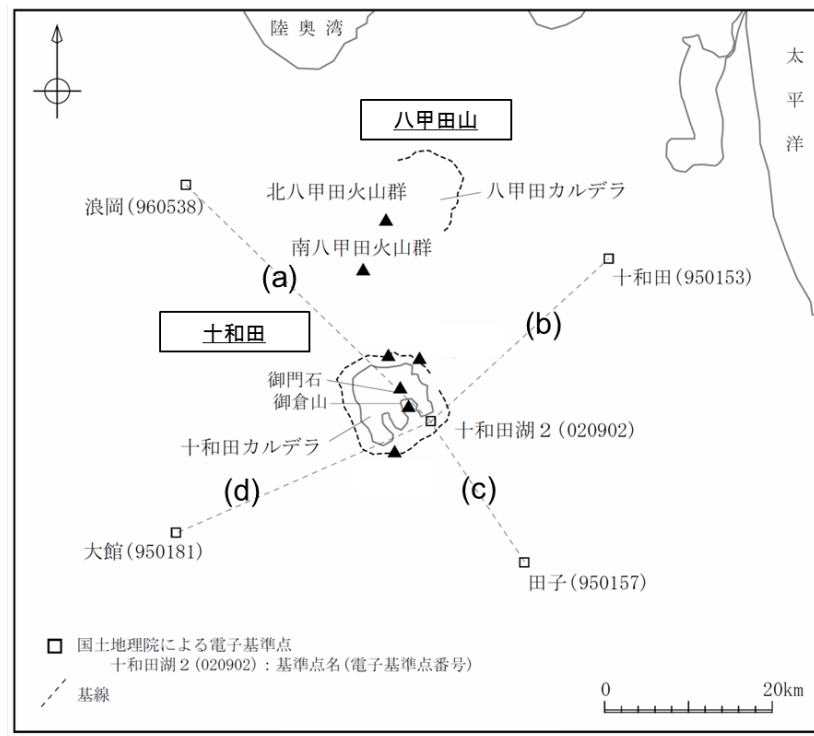 陸奥湾
太平洋
八甲田山
北八甲田火山群
八甲田カルデラ
浪岡(960538)
南八甲田火山群
(a)
十和田(950153)
(b)
十和田
御門石
御倉山
十和田湖2(020902)
十和田カルデラ
(d)
(c)
大館(950181)
田子(950157)
国土地理院による電子基準点
十和田湖2(020902):基準点名(電子基準点番号)
基線
0 20km